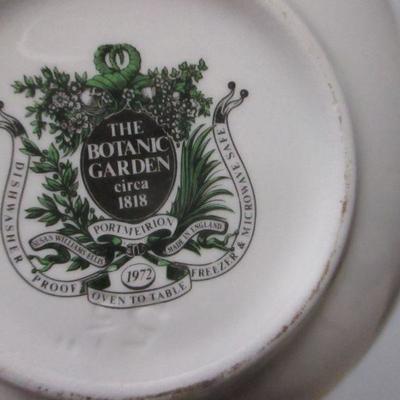 THE
BOTANIC
GARDEN
circa
1818
PORTMEIRION
SUSAN WILLIAMS-ELLIS
MADE IN ENGLAND
1972
DISHWASHER PROOF
OVEN TO TABLE
FREEZER & MICROWAVE SAFE